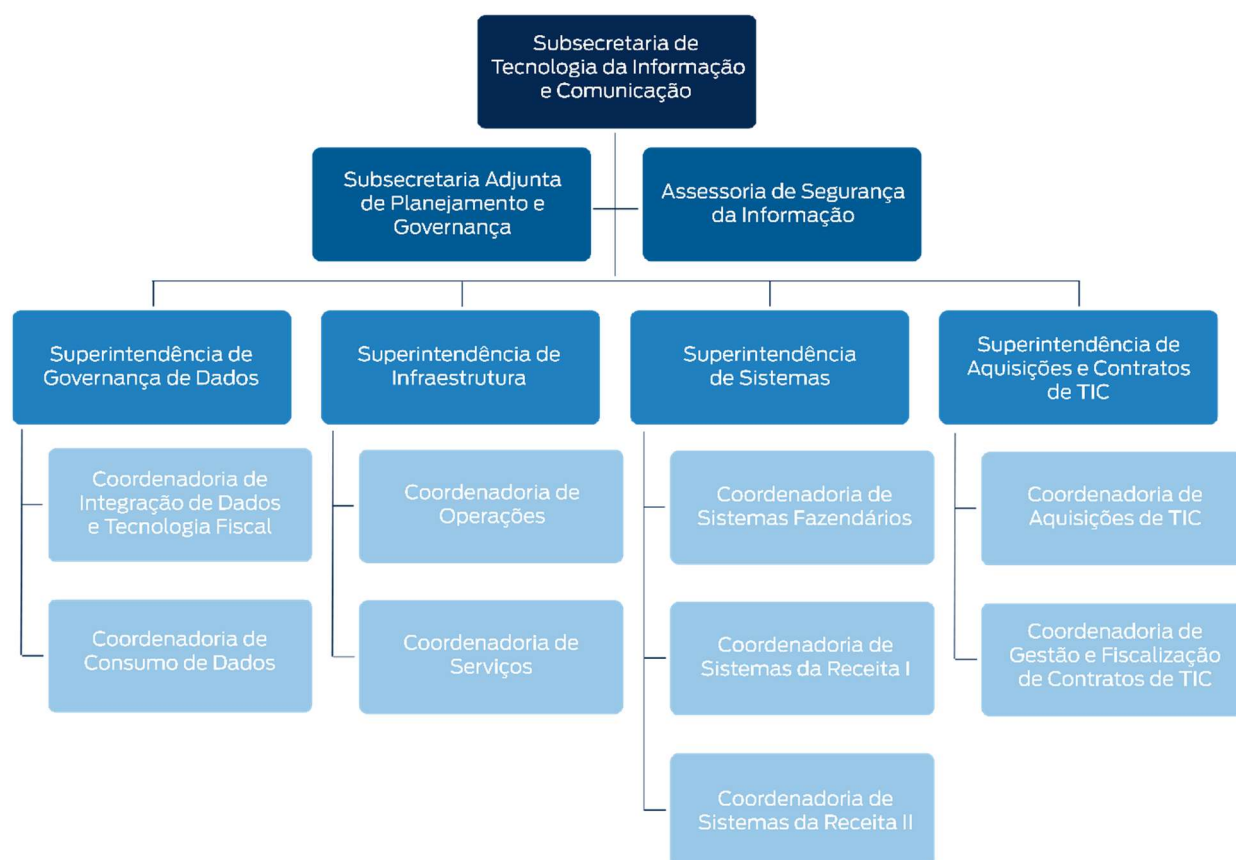 Subsecretaria de
Tecnologia da Informação
e Comunicação
Subsecretaria Adjunta
de Planejamento e
Governança
Assessoria de Segurança
da Informação
Superintendência de
Governança de Dados
Superintendência de
Infraestrutura
Superintendência
de Sistemas
Superintendência de
Aquisições e Contratos
de TIC
Coordenadoria de
Integração de Dados
e Tecnologia Fiscal
Coordenadoria de
Operações
Coordenadoria de
Sistemas Fazendários
Coordenadoria de
Aquisições de TIC
Coordenadoria de
Consumo de Dados
Coordenadoria de
Serviços
Coordenadoria de
Sistemas da Receita I
Coordenadoria de
Gestão e Fiscalização
de Contratos de TIC
Coordenadoria de
Sistemas da Receita II